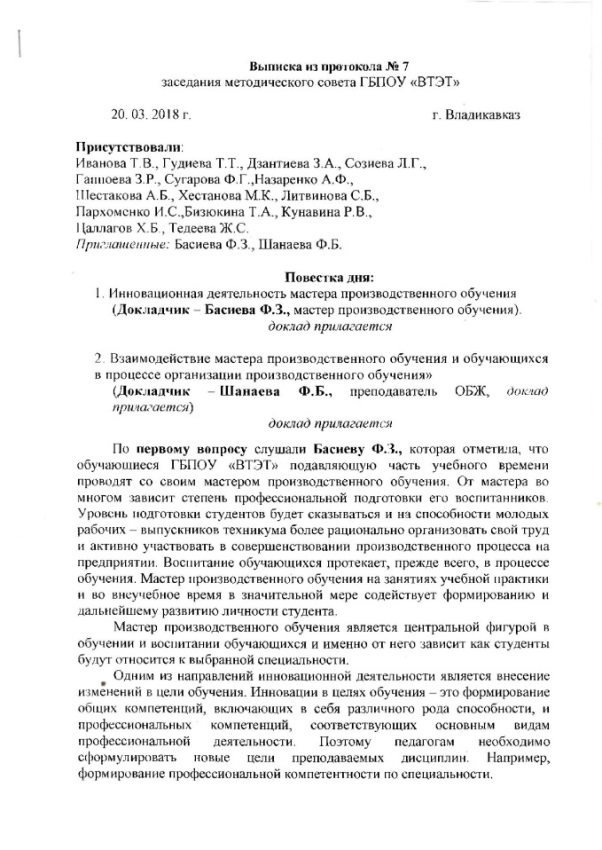 Выписка из протокола № 7
заседания методического совета ГБПОУ «ВТЭТ»
20. 03. 2018 г. г. Владикавказ
Присутствовали:
Иванова Т.В., Гудиева Т.Т., Дзантиева З.А., Созиева Л.Г.,
Гаппоева З.Р., Сугарова Ф.Г.,Назаренко А.Ф.,
Шестакова А.Б., Хестанова М.К., Литвинова С.Б.,
Пархоменко И.С.,Бизюкина Т.А., Кунавина Р.В.,
Цаллагов Х.Б., Тедеева Ж.С.
Приглашенные: Басиева Ф.З., Шанаева Ф.Б.
Повестка дня:
1. Инновационная деятельность мастера производственного обучения
(Докладчик – Басиева Ф.З., мастер производственного обучения).
доклад прилагается
2. Взаимодействие мастера производственного обучения и обучающихся
в процессе организации производственного обучения»
(Докладчик – Шанаева Ф.Б., преподаватель ОБЖ, доклад
прилагается)
доклад прилагается
По первому вопросу слушали Басиеву Ф.З., которая отметила, что
обучающиеся ГБПОУ «ВТЭТ» подавляющую часть учебного времени
проводят со своим мастером производственного обучения. От мастера во
многом зависит степень профессиональной подготовки его воспитанников.
Уровень подготовки студентов будет сказываться и на способности молодых
рабочих – выпускников техникума более рационально организовать свой труд
и активно участвовать в совершенствовании производственного процесса на
предприятии. Воспитание обучающихся протекает, прежде всего, в процессе
обучения. Мастер производственного обучения на занятиях учебной практики
и во внеучебное время в значительной мере содействует формированию и
дальнейшему развитию личности студента.
Мастер производственного обучения является центральной фигурой в
обучении и воспитании обучающихся и именно от него зависит как студенты
будут относится к выбранной специальности.
Одним из направлений инновационной деятельности является внесение
изменений в цели обучения. Инновации в целях обучения – это формирование
общих компетенций, включающих в себя различного рода способности, и
профессиональных компетенций, соответствующих основным видам
профессиональной деятельности. Поэтому педагогам необходимо
сформулировать новые цели преподаваемых дисциплин. Например,
формирование профессиональной компетентности по специальности.